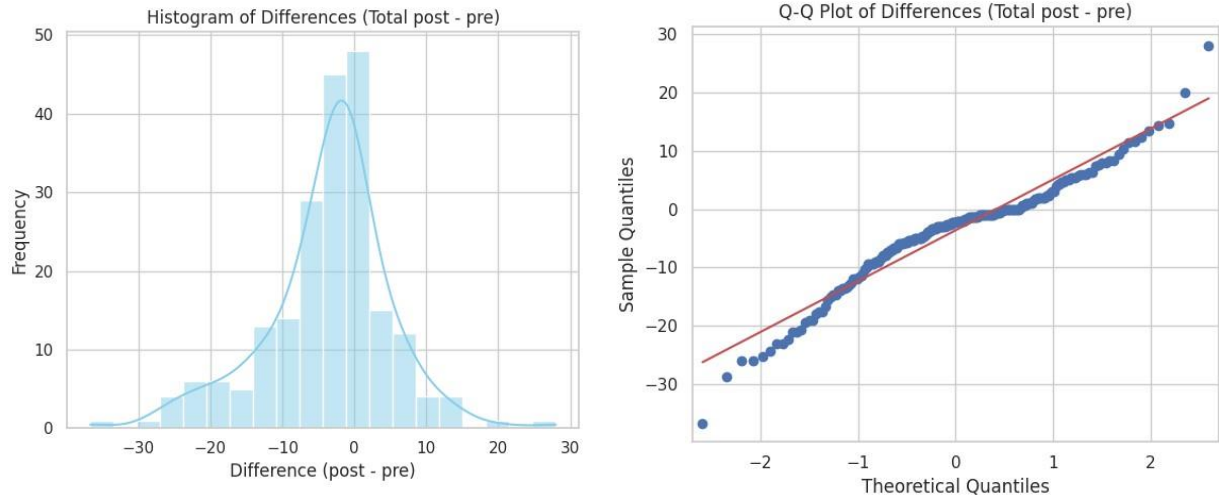 Histogram of Differences (Total post - pre)
50
40
30
20
10
0
Frequency
−30 −20 −10 0 10 20 30
Difference (post - pre)
Q-Q Plot of Differences (Total post - pre)
30
20
10
0
−10
−20
−30
Sample Quantiles
−2 −1 0 1 2
Theoretical Quantiles